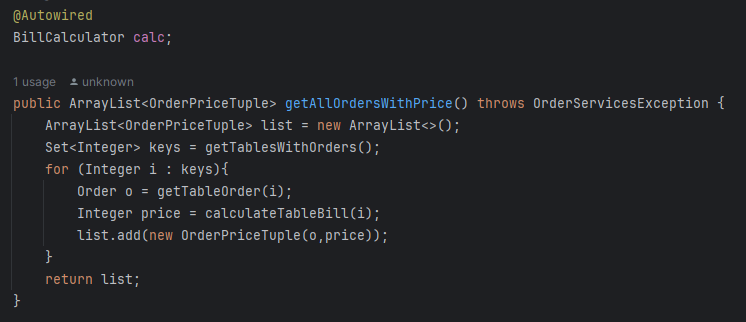 @Autowired
BillCalculator calc;
1 usage unknown
public ArrayList<OrderPriceTuple> getAllOrdersWithPrice() throws OrderServicesException {
    ArrayList<OrderPriceTuple> list = new ArrayList<>();
    Set<Integer> keys = getTablesWithOrders();
    for (Integer i : keys){
        Order o = getTableOrder(i);
        Integer price = calculateTableBill(i);
        list.add(new OrderPriceTuple(o,price));
    }
    return list;
}